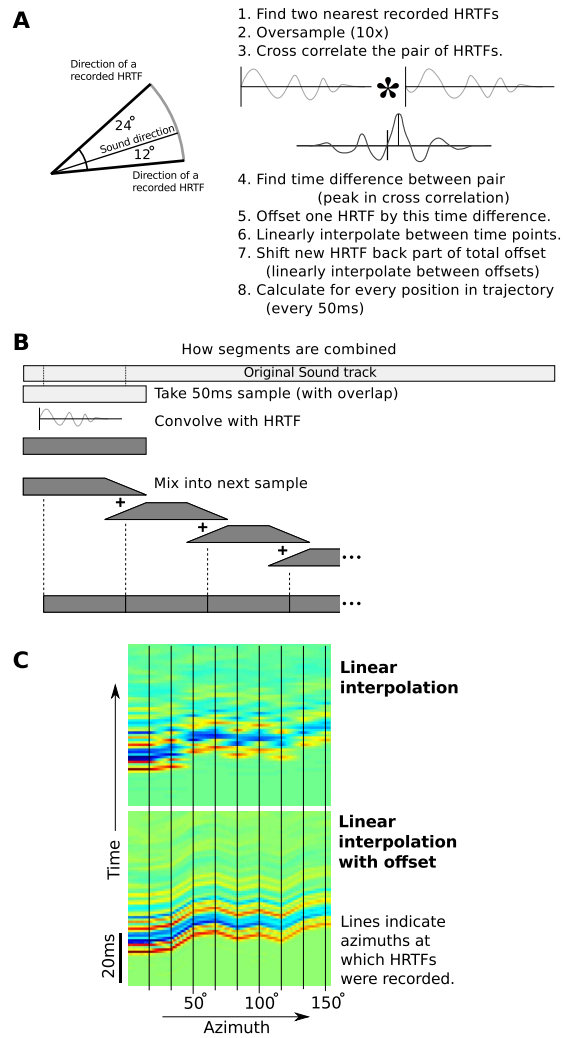 A
Direction of a
recorded HRTF
24°
Sound direction
12°
Direction of a
recorded HRTF
1. Find two nearest recorded HRTFs
2. Oversample (10x)
3. Cross correlate the pair of HRTFs.
*
4. Find time difference between pair
(peak in cross correlation)
5. Offset one HRTF by this time difference.
6. Linearly interpolate between time points.
7. Shift new HRTF back part of total offset
(linearly interpolate between offsets)
8. Calculate for every position in trajectory
(every 50ms)
B
How segments are combined
Original Sound track
Take 50ms sample (with overlap)
Convolve with HRTF
Mix into next sample
+
+
+
...
...
C
Linear
interpolation
Linear
interpolation
with offset
Time
20ms
Lines indicate
azimuths at
which HRTFs
were recorded.
50° 100° 150°
Azimuth